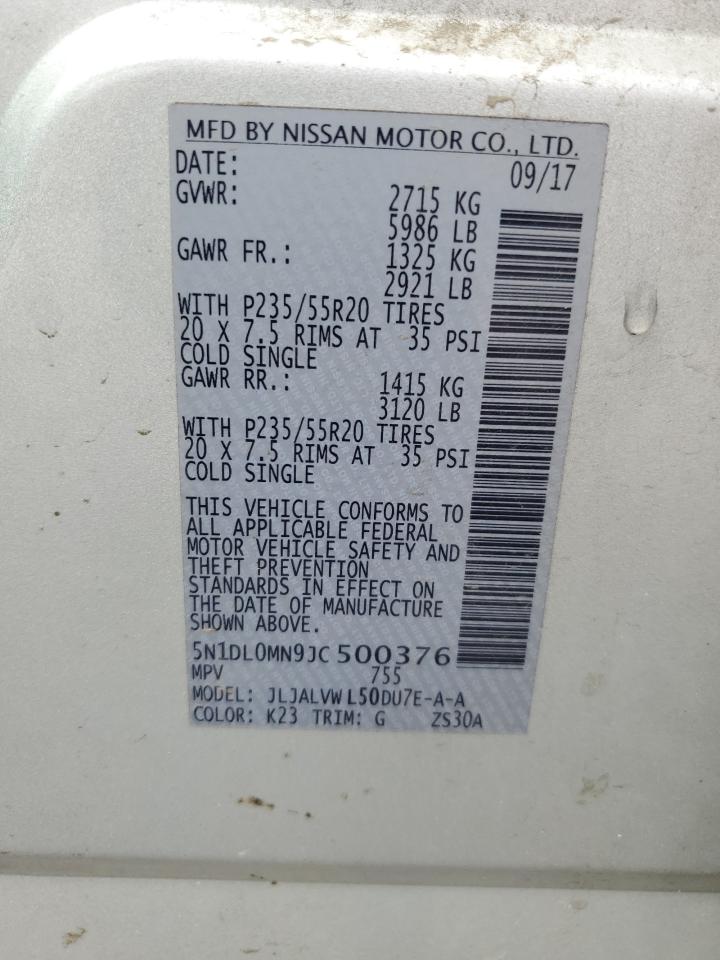 MFD BY NISSAN MOTOR CO., LTD.
DATE: 09/17
GVWR: 2715 KG
5986 LB
GAWR FR.: 1325 KG
2921 LB
WITH P235/55R20 TIRES
20 X 7.5 RIMS AT 35 PSI
COLD SINGLE
GAWR RR.: 1415 KG
3120 LB
WITH P235/55R20 TIRES
20 X 7.5 RIMS AT 35 PSI
COLD SINGLE
THIS VEHICLE CONFORMS TO
ALL APPLICABLE FEDERAL
MOTOR VEHICLE SAFETY AND
THEFT PREVENTION
STANDARDS IN EFFECT ON
THE DATE OF MANUFACTURE
SHOWN ABOVE.
5N1DL0MN9JC 500376
MPV 755
MODEL: JLJALVW L50DU7E-A-A
COLOR: K23 TRIM: G ZS30A